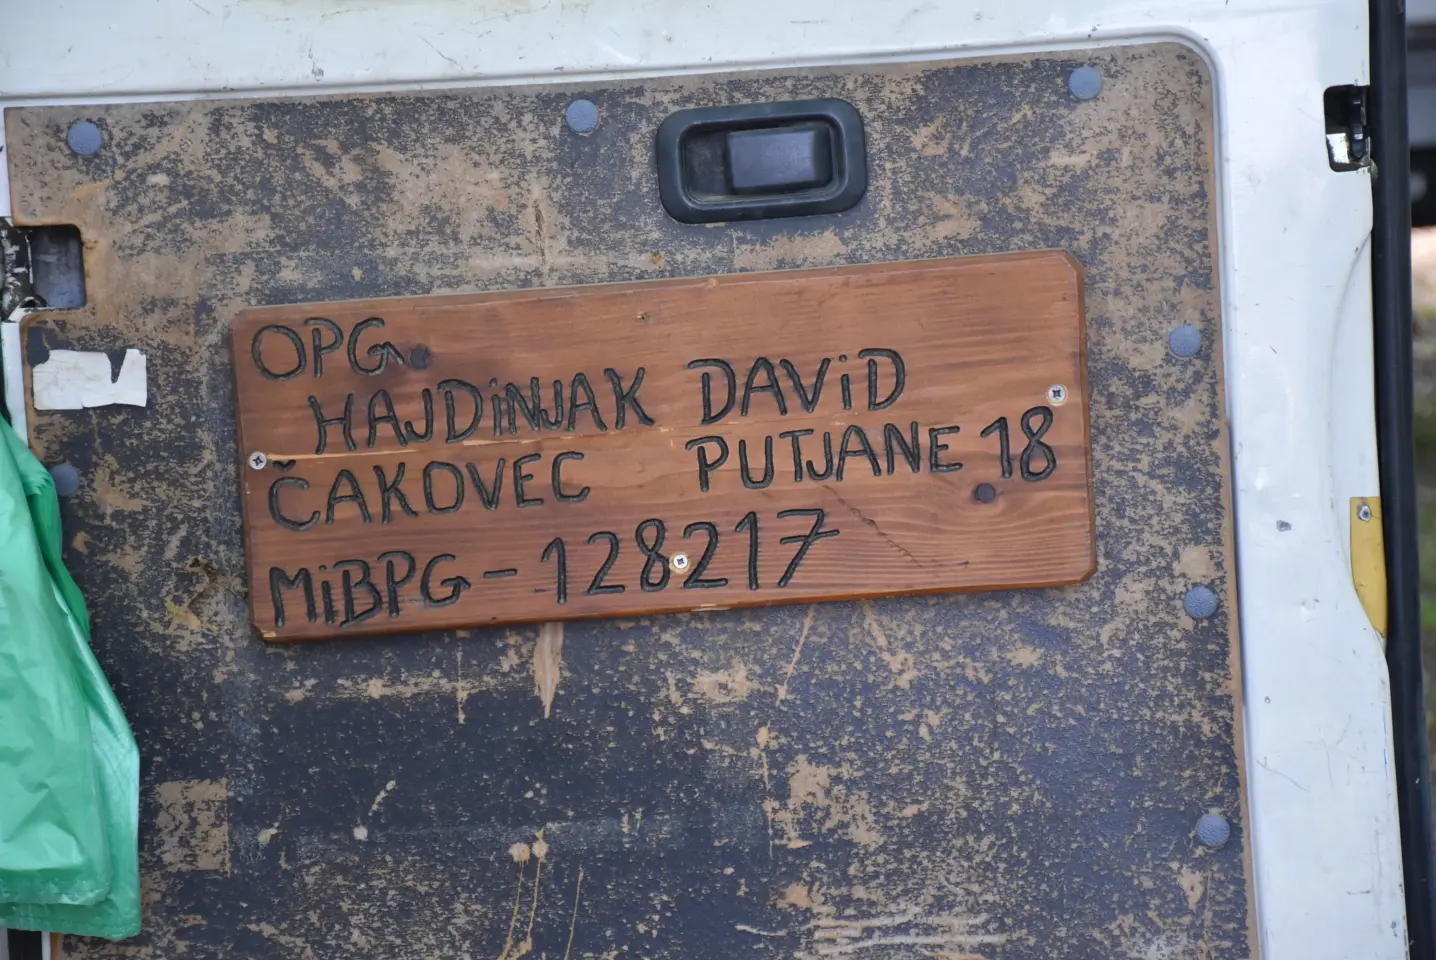 OPG
HAJDiNJAK DAViD
ČAKOVEC PUTJANE 18
MiBPG - 128217